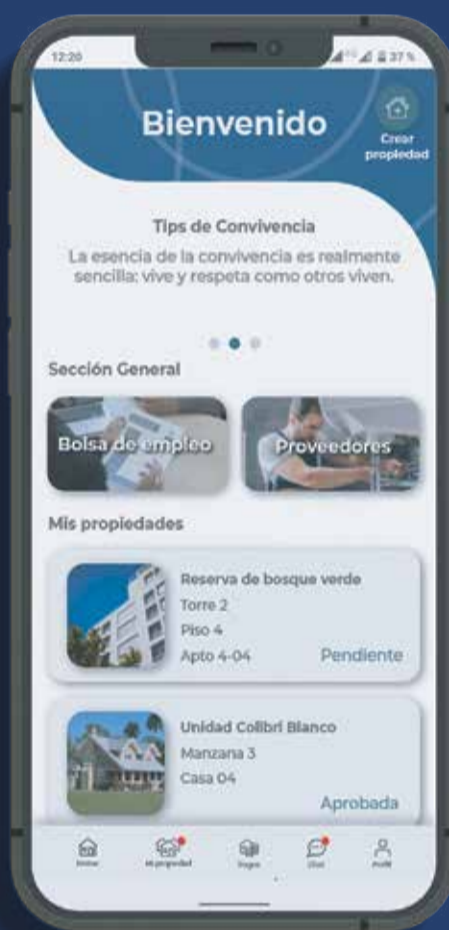 12:20
37 %
Bienvenido
Crear
propiedad
Tips de Convivencia
La esencia de la convivencia es realmente
sencilla: vive y respeta como otros viven.
Sección General
Bolsa de empleo
Proveedores
Mis propiedades
Reserva de bosque verde
Torre 2
Piso 4
Apto 4-04
Pendiente
Unidad Colibrí Blanco
Manzana 3
Casa 04
Aprobada
Mi propiedad
Pagos
Chat
Perfil